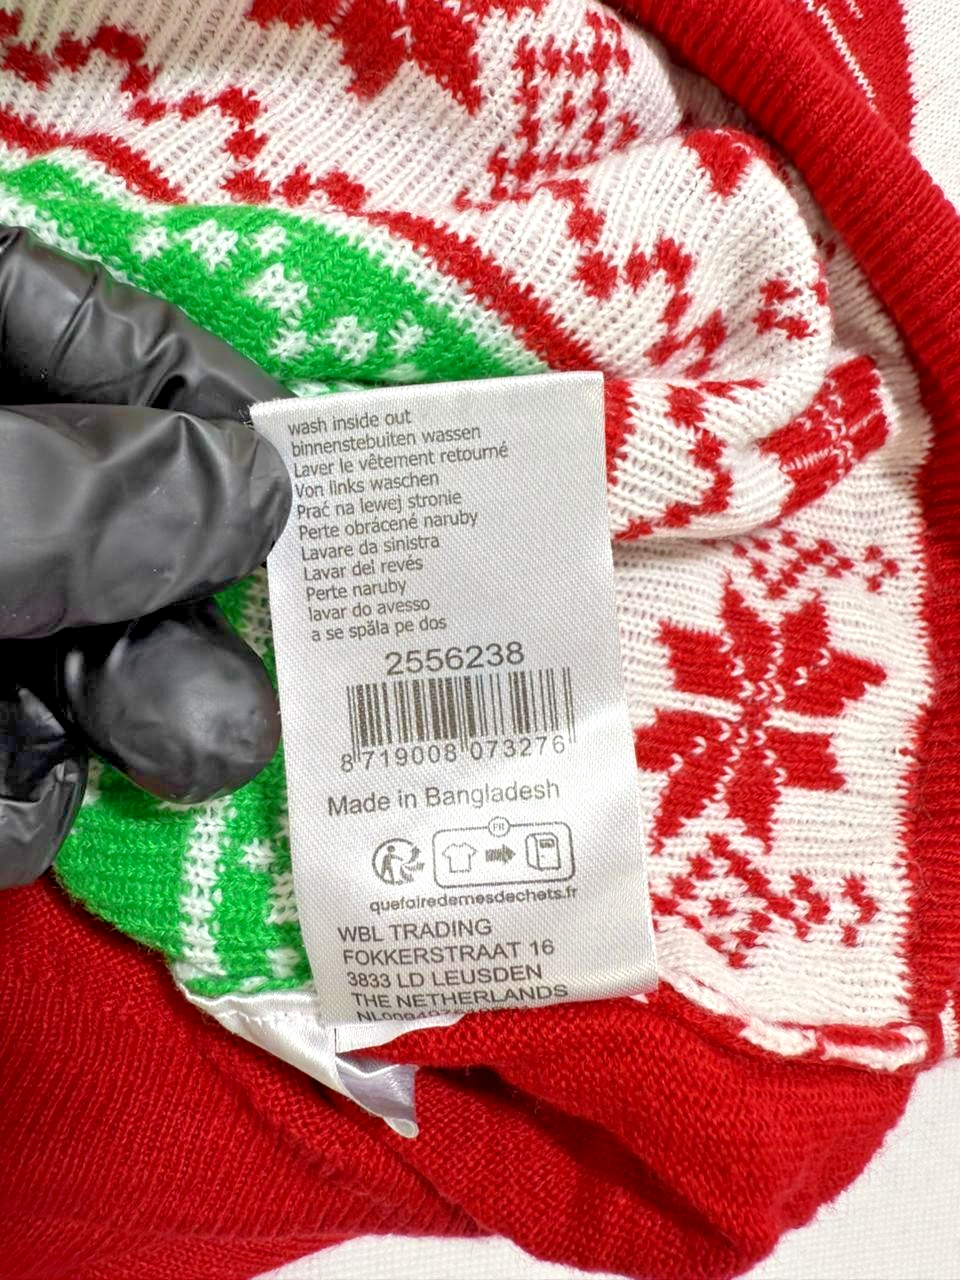 wash inside out
binnenstebuiten wassen
Laver le vêtement retourné
Von links waschen
Prać na lewej stronie
Perte obrácené naruby
Lavare da sinistra
Lavar del revés
Perte naruby
lavar do avesso
a se spăla pe dos
2556238
8 719008 073276
Made in Bangladesh
FR
quefairedemesdechets.fr
WBL TRADING
FOKKERSTRAAT 16
3833 LD LEUSDEN
THE NETHERLANDS